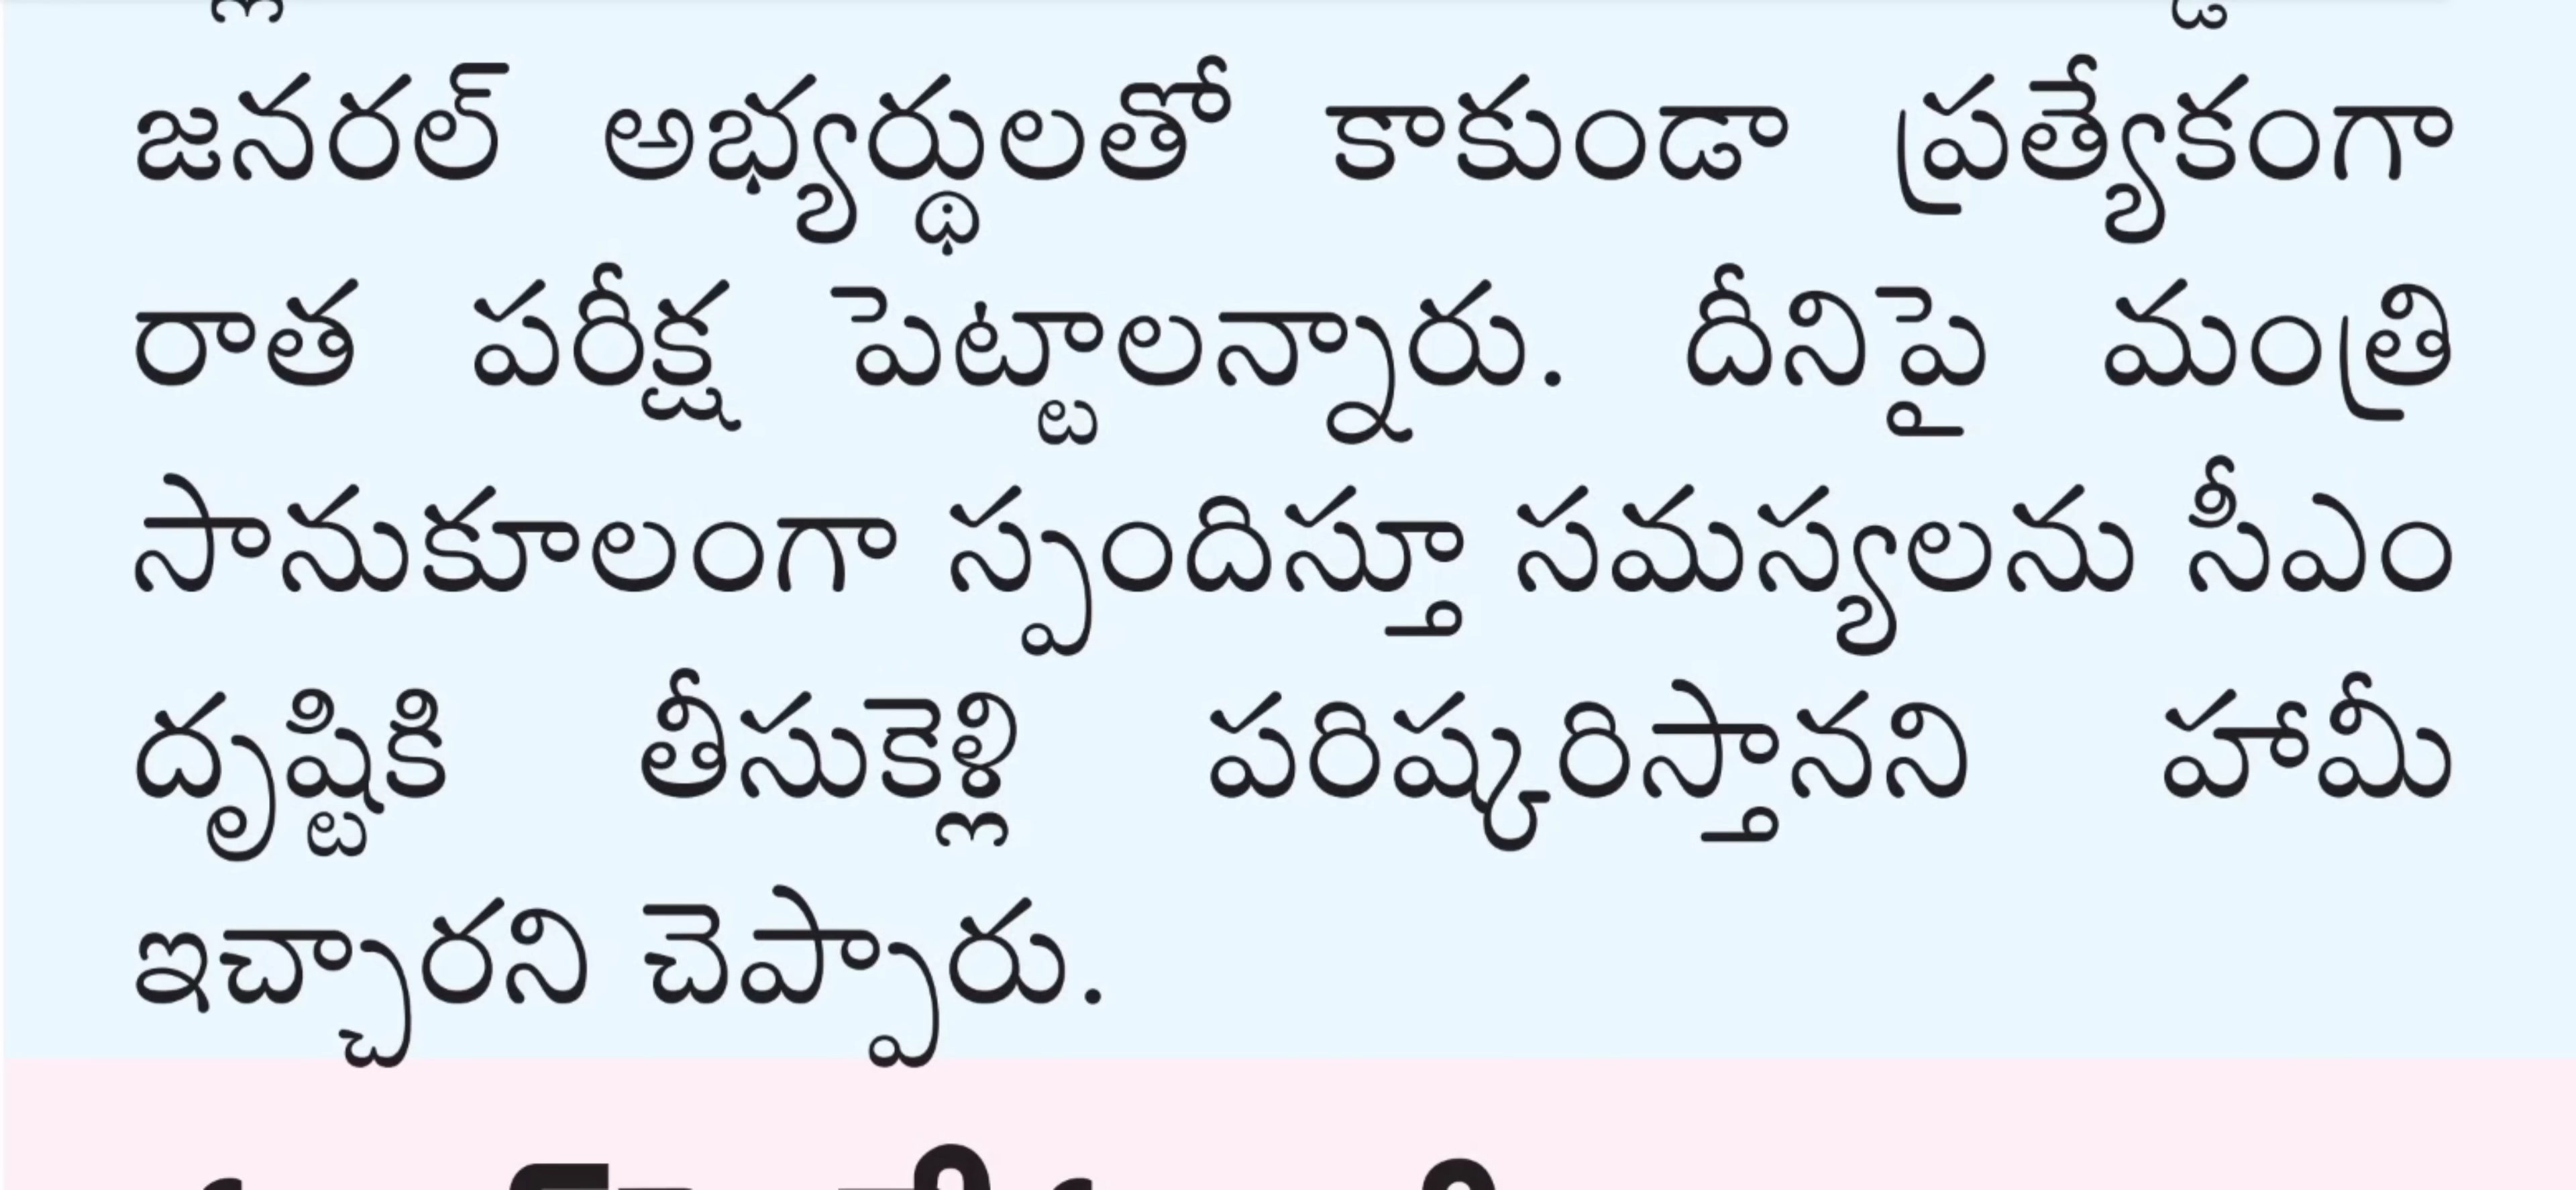 జనరల్ అభ్యర్థులతో కాకుండా ప్రత్యేకంగా
రాత పరీక్ష పెట్టాలన్నారు. దీనిపై మంత్రి
సానుకూలంగా స్పందిస్తూ సమస్యలను సీఎం
దృష్టికి తీసుకెళ్లి పరిష్కరిస్తానని హామీ
ఇచ్చారని చెప్పారు.